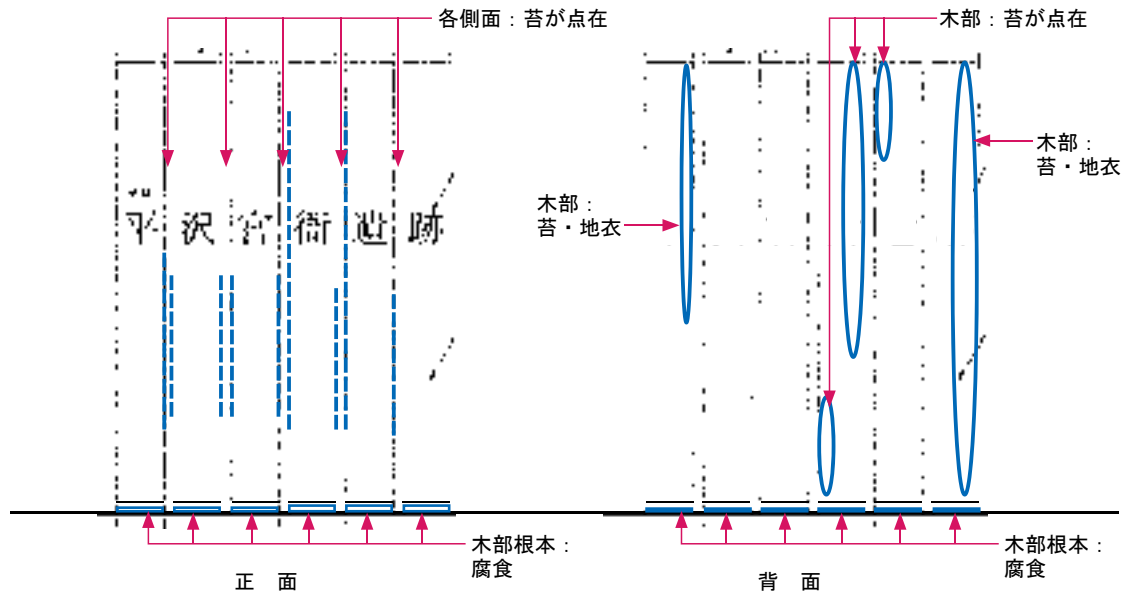 各側面：苔が点在
木部：苔が点在
木部：
苔・地衣
木部：
苔・地衣
平沢官衙遺跡
木部根本：
腐食
木部根本：
腐食
正　面
背　面